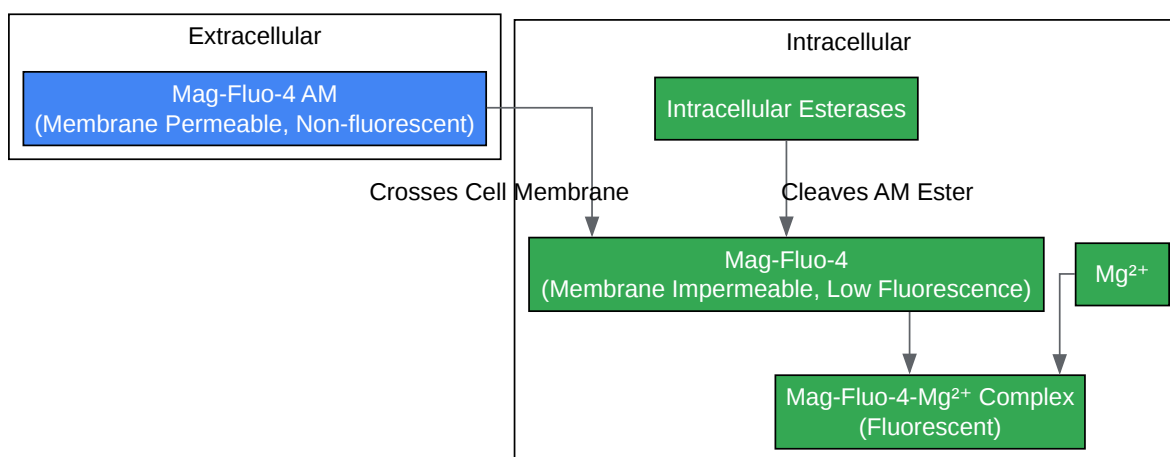 Extracellular
Mag-Fluo-4 AM
(Membrane Permeable, Non-fluorescent)
Intracellular
Intracellular Esterases
Crosses Cell Membrane
Cleaves AM Ester
Mag-Fluo-4
(Membrane Impermeable, Low Fluorescence)
Mg²⁺
Mag-Fluo-4-Mg²⁺ Complex
(Fluorescent)